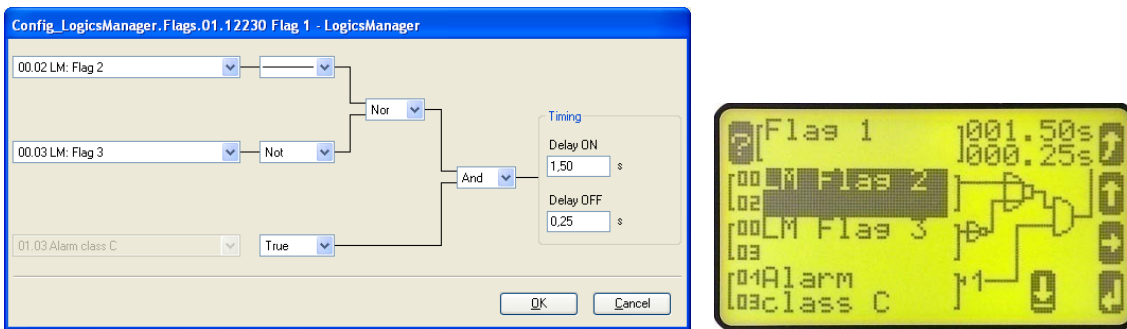 Config_LogicsManager.Flags.01.12230 Flag 1 - LogicsManager
00.02 LM: Flag 2
Nor
00.03 LM: Flag 3
Not
And
01.03 Alarm class C
True
Timing
Delay ON
1,50 s
Delay OFF
0,25 s
OK
Cancel
?
Flag 1
001.50s
000.25s
00 LM Flag 2
02
00 LM Flag 3
03
04 Alarm
03 class C
1